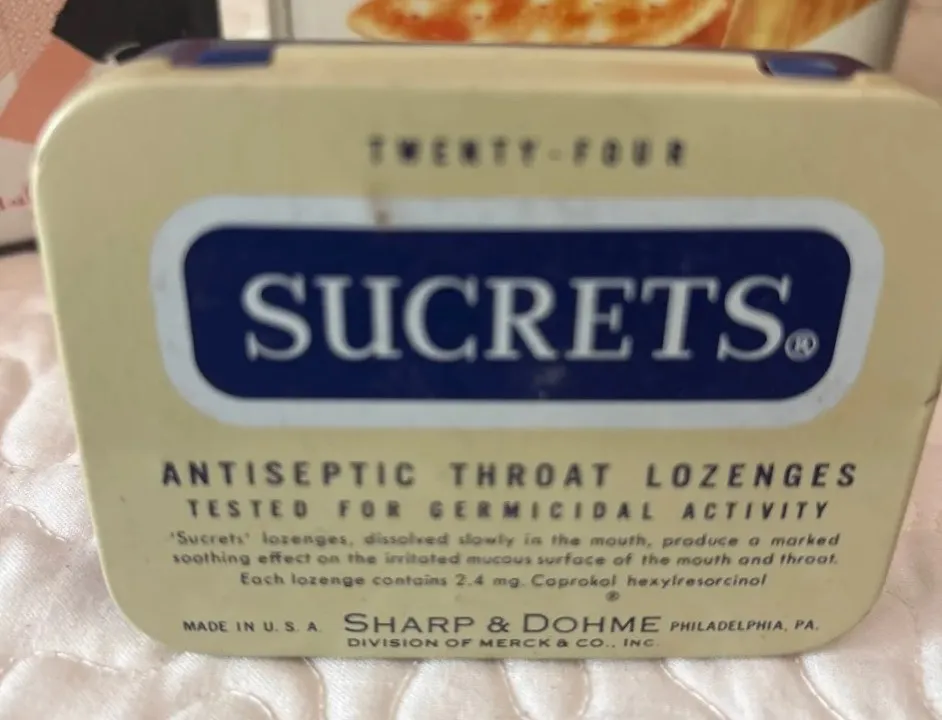 TWENTY-FOUR
SUCRETS®
ANTISEPTIC THROAT LOZENGES
TESTED FOR GERMICIDAL ACTIVITY
'Sucrets' lozenges, dissolved slowly in the mouth, produce a marked
soothing effect on the irritated mucous surface of the mouth and throat.
Each lozenge contains 2.4 mg. Caprokol hexylresorcinol
®
MADE IN U. S. A. SHARP & DOHME PHILADELPHIA, PA.
DIVISION OF MERCK & CO., INC.